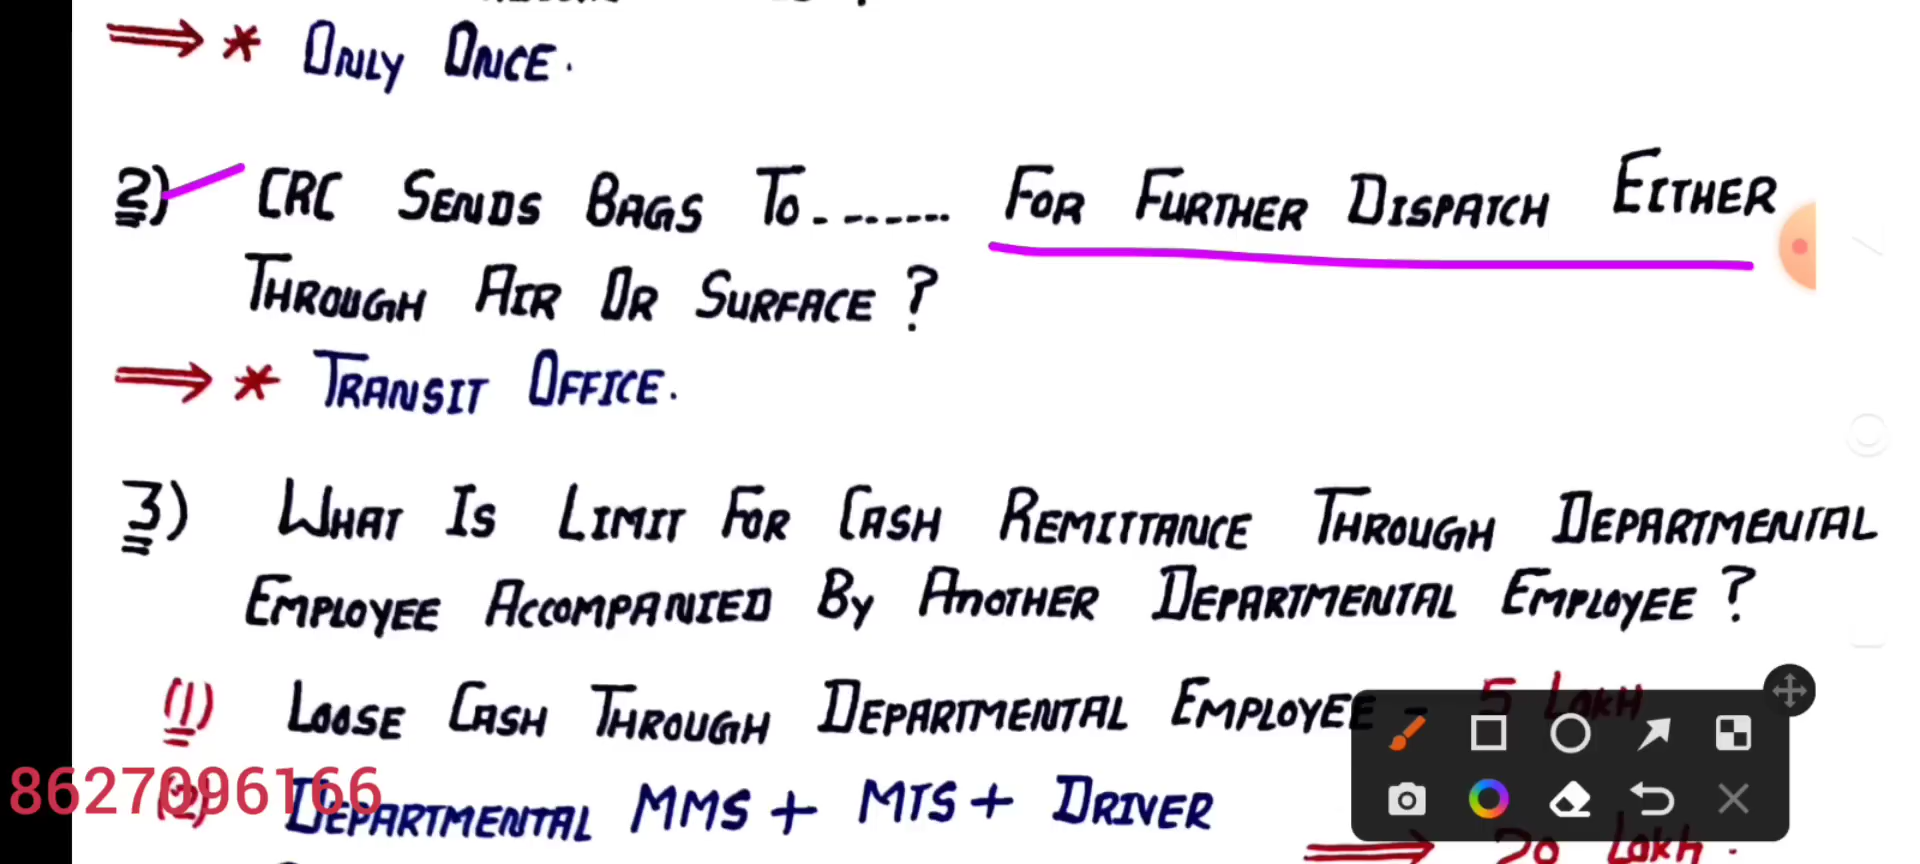 * ONLY ONCE.
2) CRC SENDS BAGS TO ------- FOR FURTHER DISPATCH EITHER
THROUGH AIR OR SURFACE ?
* TRANSIT OFFICE.
3) WHAT IS LIMIT FOR CASH REMITTANCE THROUGH DEPARTMENTAL
EMPLOYEE ACCOMPANIED BY ANOTHER DEPARTMENTAL EMPLOYEE ?
(1) LOOSE CASH THROUGH DEPARTMENTAL EMPLOYEE - 5 LAKH
(2) DEPARTMENTAL MMS + MTS + DRIVER
20 Lakh.
8627096166